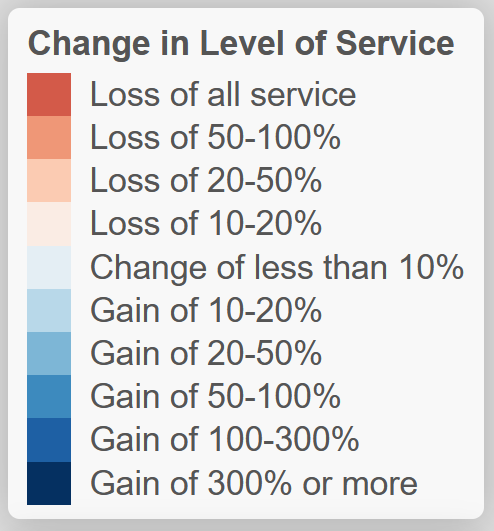 Change in Level of Service
Loss of all service
Loss of 50-100%
Loss of 20-50%
Loss of 10-20%
Change of less than 10%
Gain of 10-20%
Gain of 20-50%
Gain of 50-100%
Gain of 100-300%
Gain of 300% or more